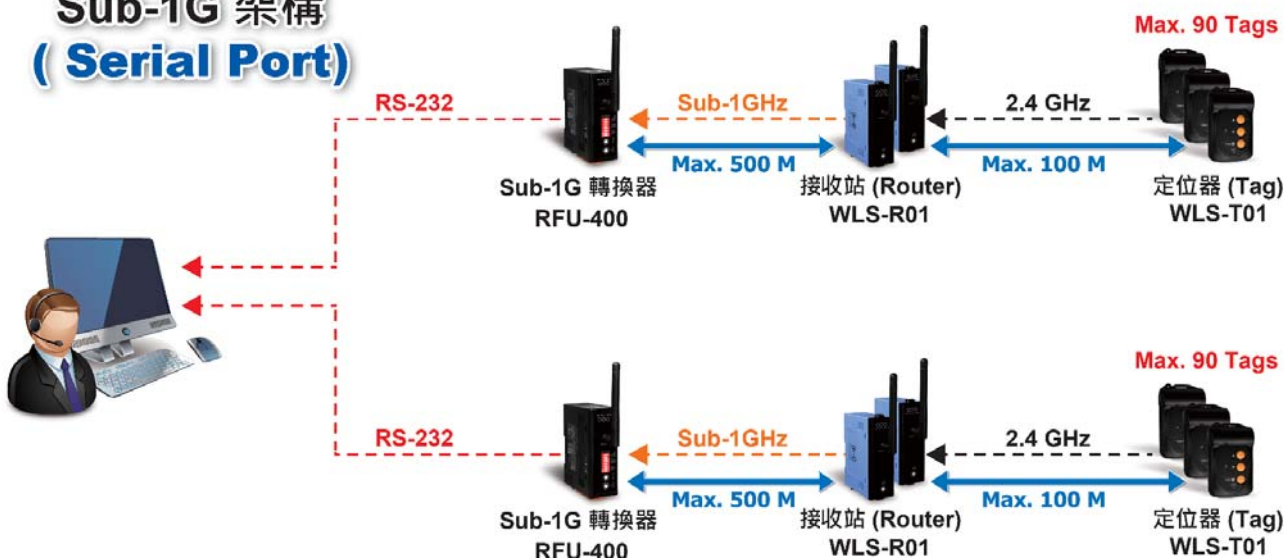 Sub-1G 架構
( Serial Port)
Max. 90 Tags
RS-232
Sub-1GHz
2.4 GHz
Max. 500 M
Max. 100 M
Sub-1G 轉換器
RFU-400
接收站 (Router)
WLS-R01
定位器 (Tag)
WLS-T01
Max. 90 Tags
RS-232
Sub-1GHz
2.4 GHz
Max. 500 M
Max. 100 M
Sub-1G 轉換器
RFU-400
接收站 (Router)
WLS-R01
定位器 (Tag)
WLS-T01